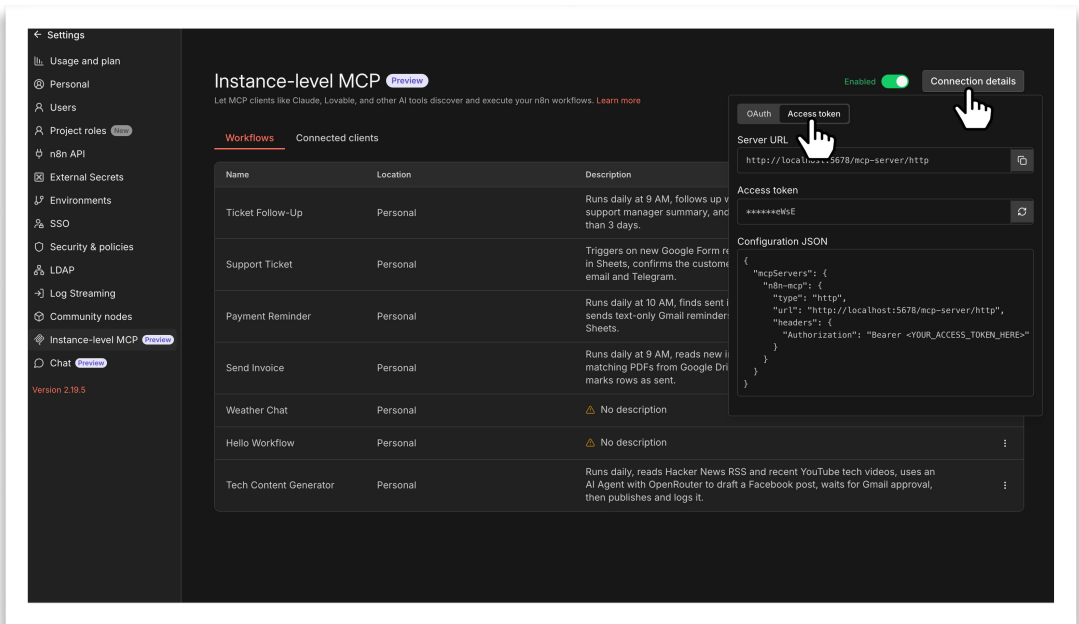 ← Settings
Usage and plan
Personal
Users
Project roles New
n8n API
External Secrets
Environments
SSO
Security & policies
LDAP
Log Streaming
Community nodes
Instance-level MCP Preview
Chat Preview
Version 2.19.5
Instance-level MCP Preview
Let MCP clients like Claude, Lovable, and other AI tools discover and execute your n8n workflows. Learn more
Enabled
Connection details
Workflows Connected clients
Name Location Description
Ticket Follow-Up Personal
Runs daily at 9 AM, follows up
support manager summary, and
than 3 days.
Support Ticket Personal
Triggers on new Google Form
in Sheets, confirms the
email and Telegram.
Payment Reminder Personal
Runs daily at 10 AM, finds sent
sends text-only Gmail
Sheets.
Send Invoice Personal
Runs daily at 9 AM, reads new
matching PDFs from Google
marks rows as sent.
Weather Chat Personal No description
Hello Workflow Personal No description
Tech Content Generator Personal
Runs daily, reads Hacker News RSS and recent YouTube tech videos, uses an
AI Agent with OpenRouter to draft a Facebook post, waits for Gmail approval,
then publishes and logs it.
OAuth Access token
Server URL
http://localhost:5678/mcp-server/http
Access token
******eWsE
Configuration JSON
{
"mcpServers": {
"n8n-mcp": {
"type": "http",
"url": "http://localhost:5678/mcp-server/http",
"headers": {
"Authorization": "Bearer <YOUR_ACCESS_TOKEN_HERE>"
}
}
}
}